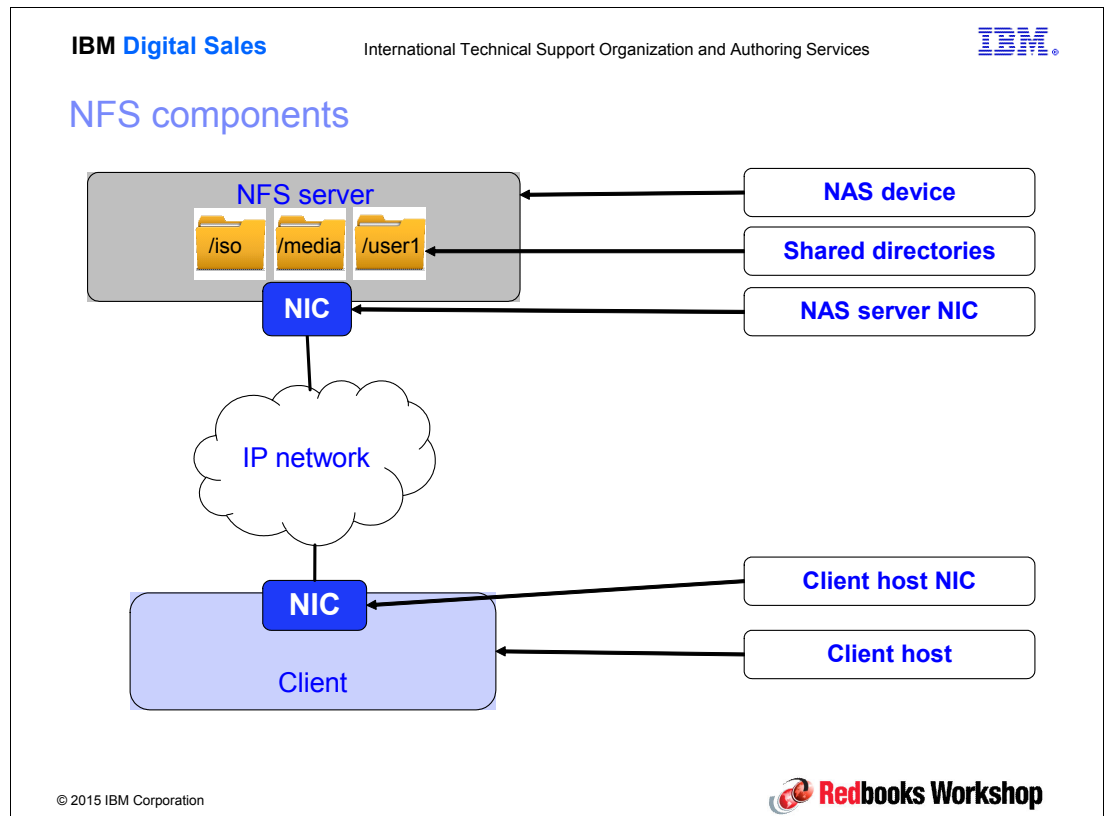 IBM Digital Sales
International Technical Support Organization and Authoring Services
IBM®
NFS components
NFS server
/iso
/media
/user1
NIC
IP network
NIC
Client
NAS device
Shared directories
NAS server NIC
Client host NIC
Client host
© 2015 IBM Corporation
Redbooks Workshop